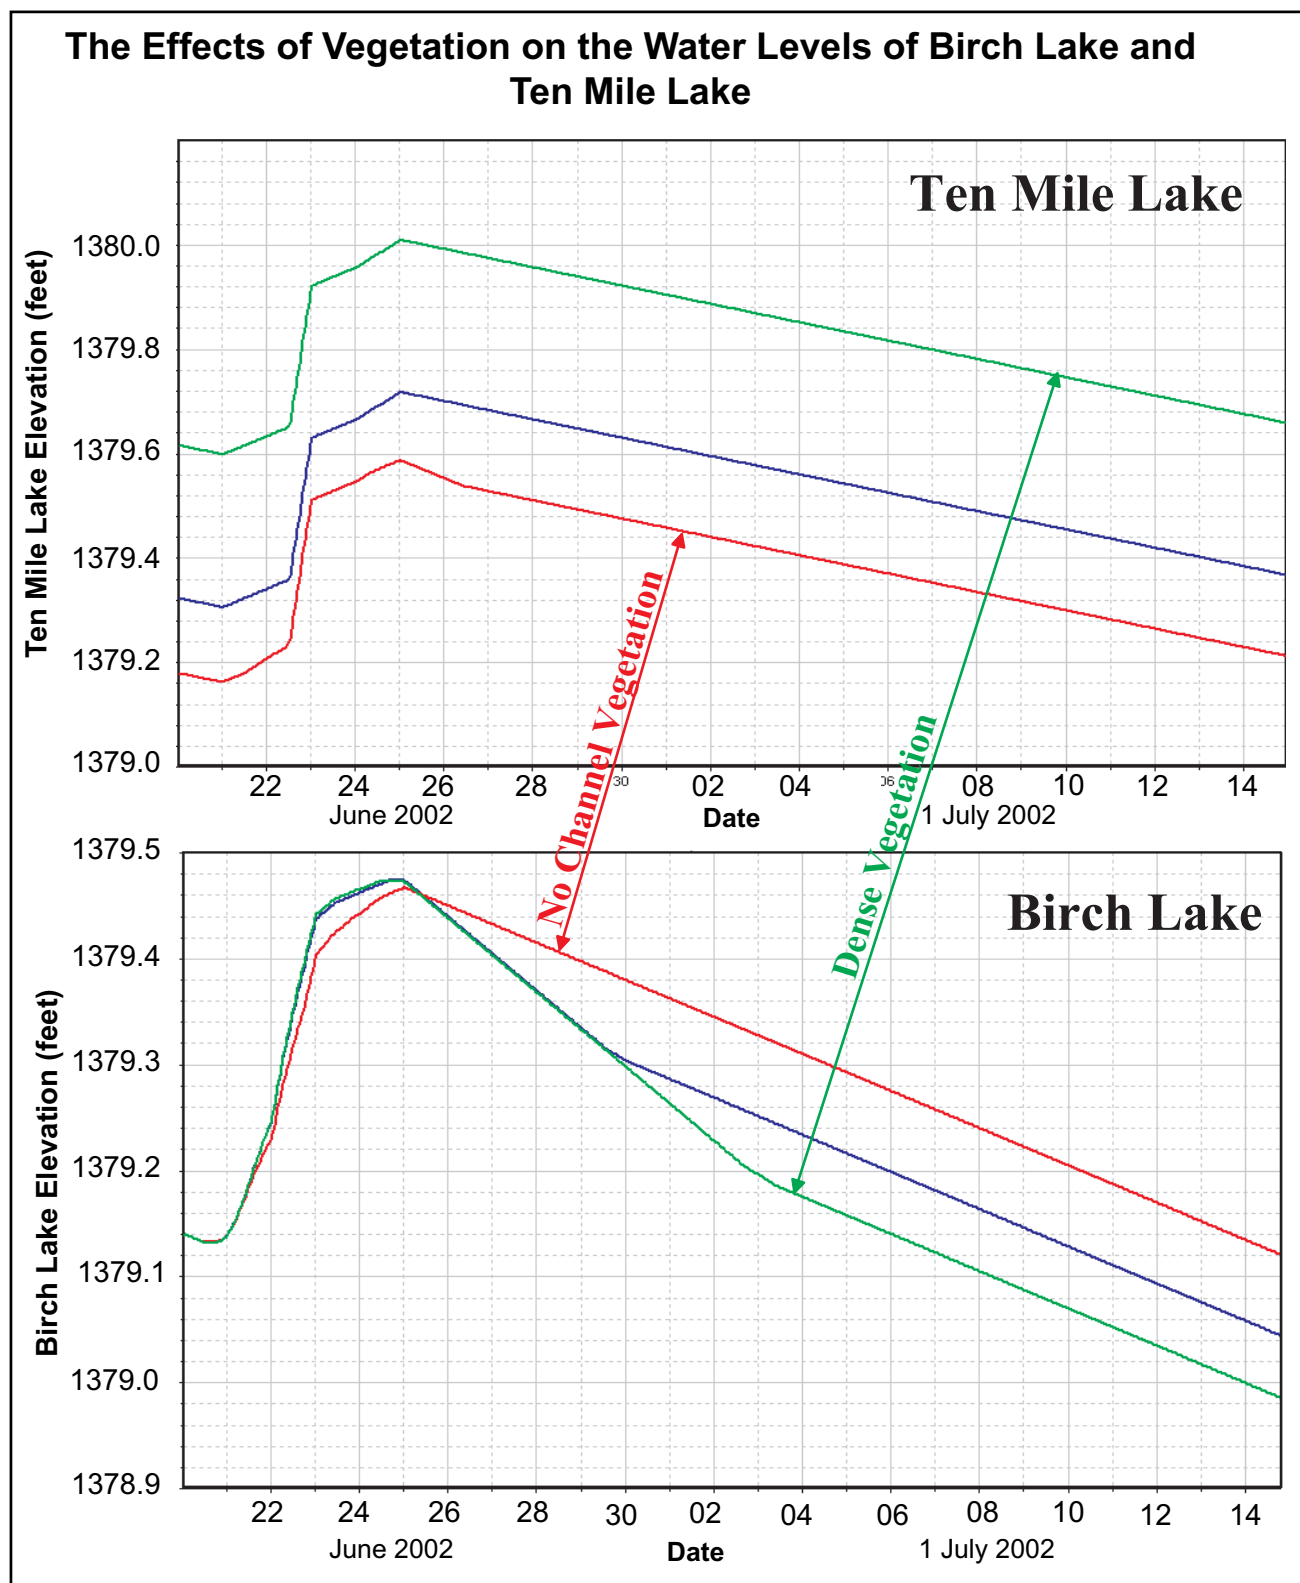 The Effects of Vegetation on the Water Levels of Birch Lake and
Ten Mile Lake
Ten Mile Lake
Ten Mile Lake Elevation (feet)
1380.0
1379.8
1379.6
1379.4
1379.2
1379.0
22 24 26 28 30 02 04 06 08 10 12 14
June 2002 Date 1 July 2002
No Channel Vegetation
Dense Vegetation
Birch Lake
Birch Lake Elevation (feet)
1379.5
1379.4
1379.3
1379.2
1379.1
1379.0
1378.9
22 24 26 28 30 02 04 06 08 10 12 14
June 2002 Date 1 July 2002